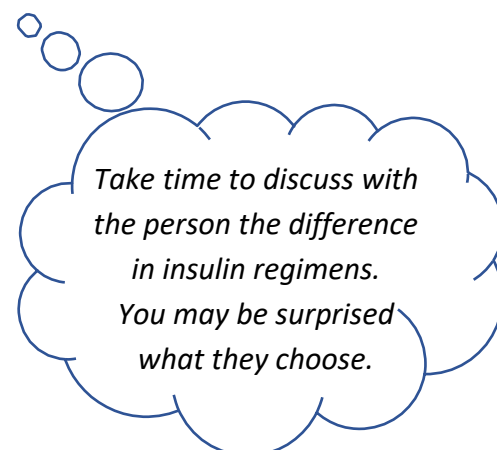 Take time to discuss with
the person the difference
in insulin regimens.
You may be surprised
what they choose.